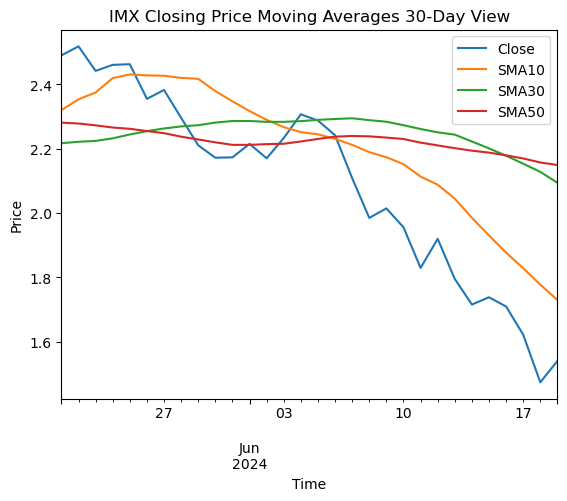 IMX Closing Price Moving Averages 30-Day View
Close
SMA10
SMA30
SMA50
2.4
2.2
2.0
1.8
1.6
Price
27
03
10
17
Jun
2024
Time